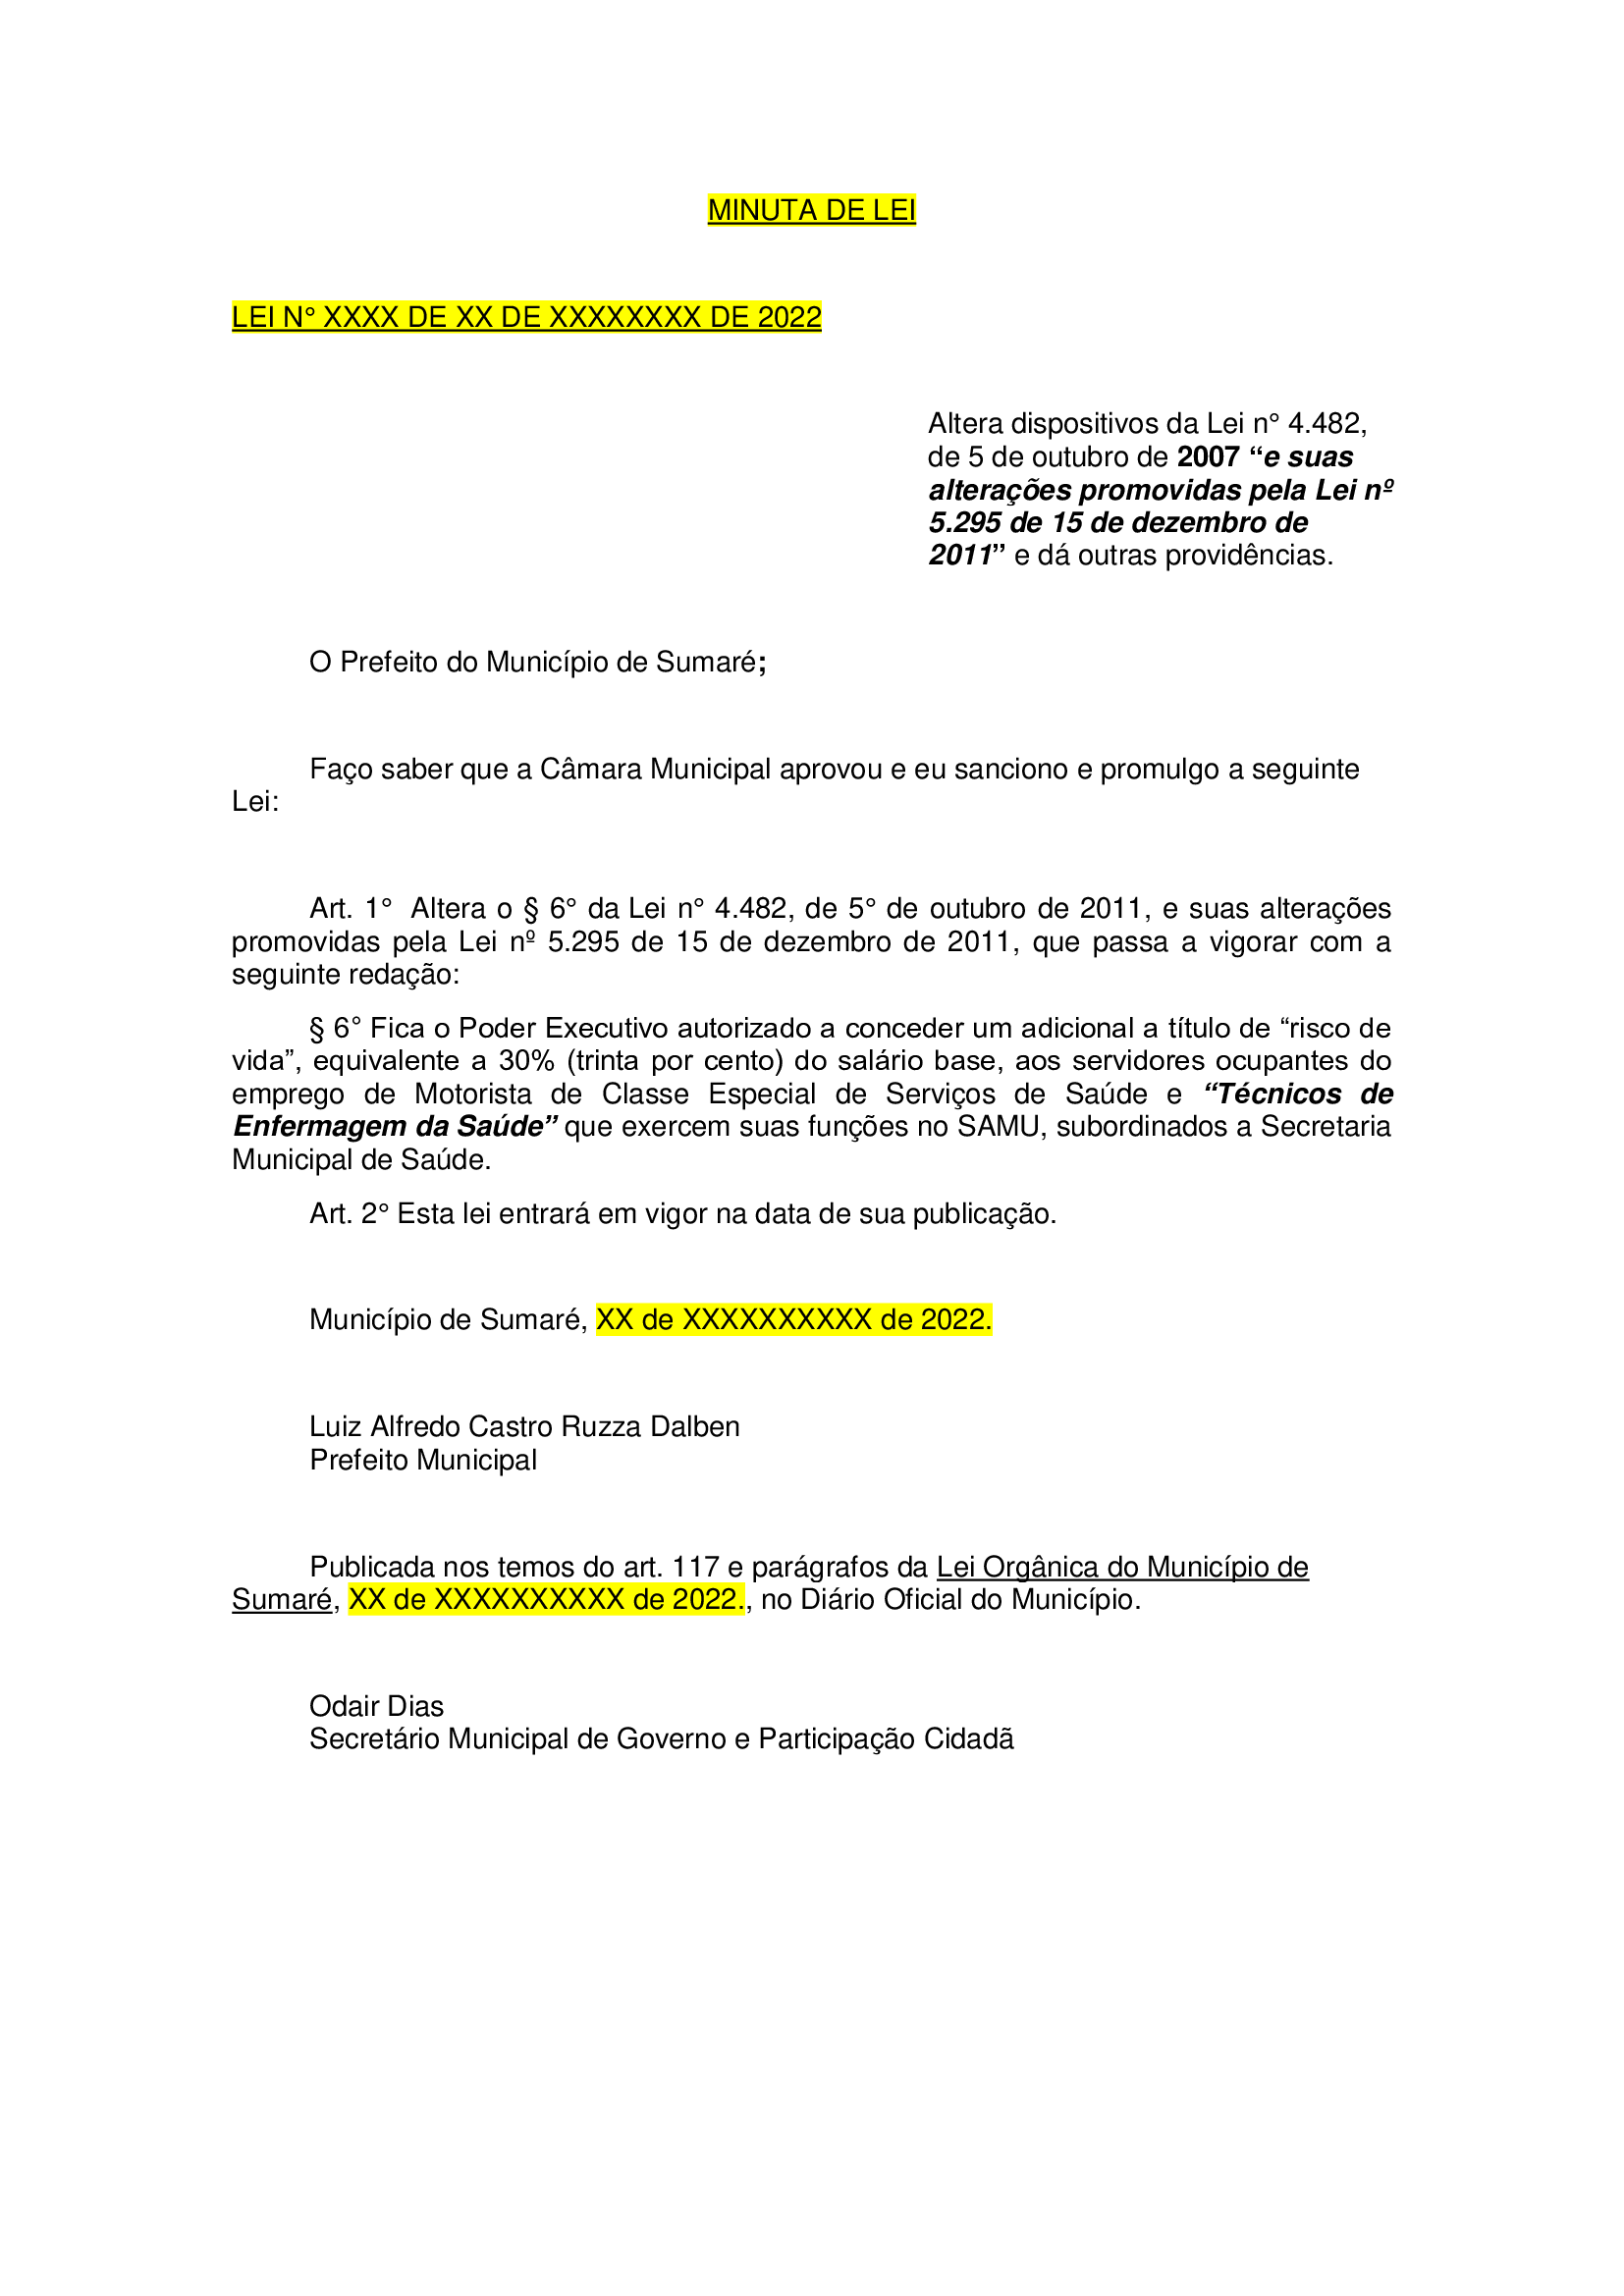 MINUTA DE LEI
LEI N° XXXX DE XX DE XXXXXXXX DE 2022
Altera dispositivos da Lei n° 4.482,
de 5 de outubro de 2007 “e suas
alterações promovidas pela Lei nº
5.295 de 15 de dezembro de
2011” e dá outras providências.
O Prefeito do Município de Sumaré;
Faço saber que a Câmara Municipal aprovou e eu sanciono e promulgo a seguinte
Lei:
Art. 1° Altera o § 6° da Lei n° 4.482, de 5° de outubro de 2011, e suas alterações
promovidas pela Lei nº 5.295 de 15 de dezembro de 2011, que passa a vigorar com a
seguinte redação:
§ 6° Fica o Poder Executivo autorizado a conceder um adicional a título de “risco de
vida”, equivalente a 30% (trinta por cento) do salário base, aos servidores ocupantes do
emprego de Motorista de Classe Especial de Serviços de Saúde e “Técnicos de
Enfermagem da Saúde” que exercem suas funções no SAMU, subordinados a Secretaria
Municipal de Saúde.
Art. 2° Esta lei entrará em vigor na data de sua publicação.
Município de Sumaré, XX de XXXXXXXXXX de 2022.
Luiz Alfredo Castro Ruzza Dalben
Prefeito Municipal
Publicada nos temos do art. 117 e parágrafos da Lei Orgânica do Município de
Sumaré, XX de XXXXXXXXXX de 2022., no Diário Oficial do Município.
Odair Dias
Secretário Municipal de Governo e Participação Cidadã